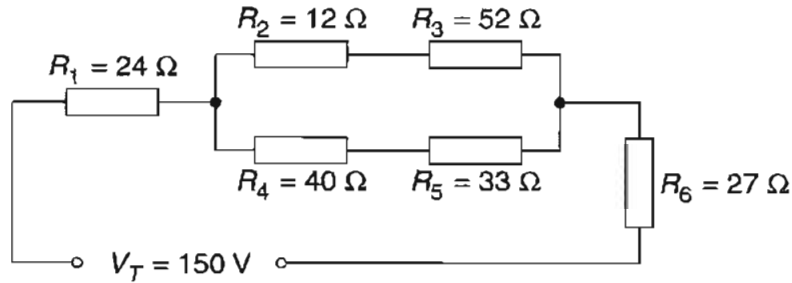 R2 = 12 Ω R3 = 52 Ω
R1 = 24 Ω
R4 = 40 Ω R5 = 33 Ω
R6 = 27 Ω
VT = 150 V